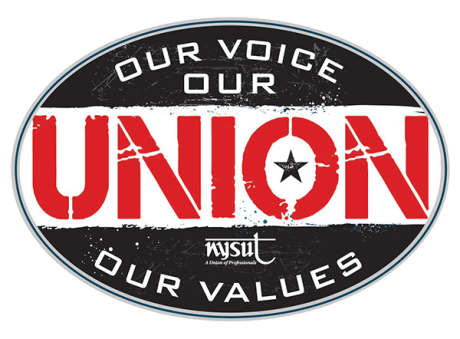 OUR VOICE
OUR
UNION
nysut
A Union of Professionals
OUR VALUES